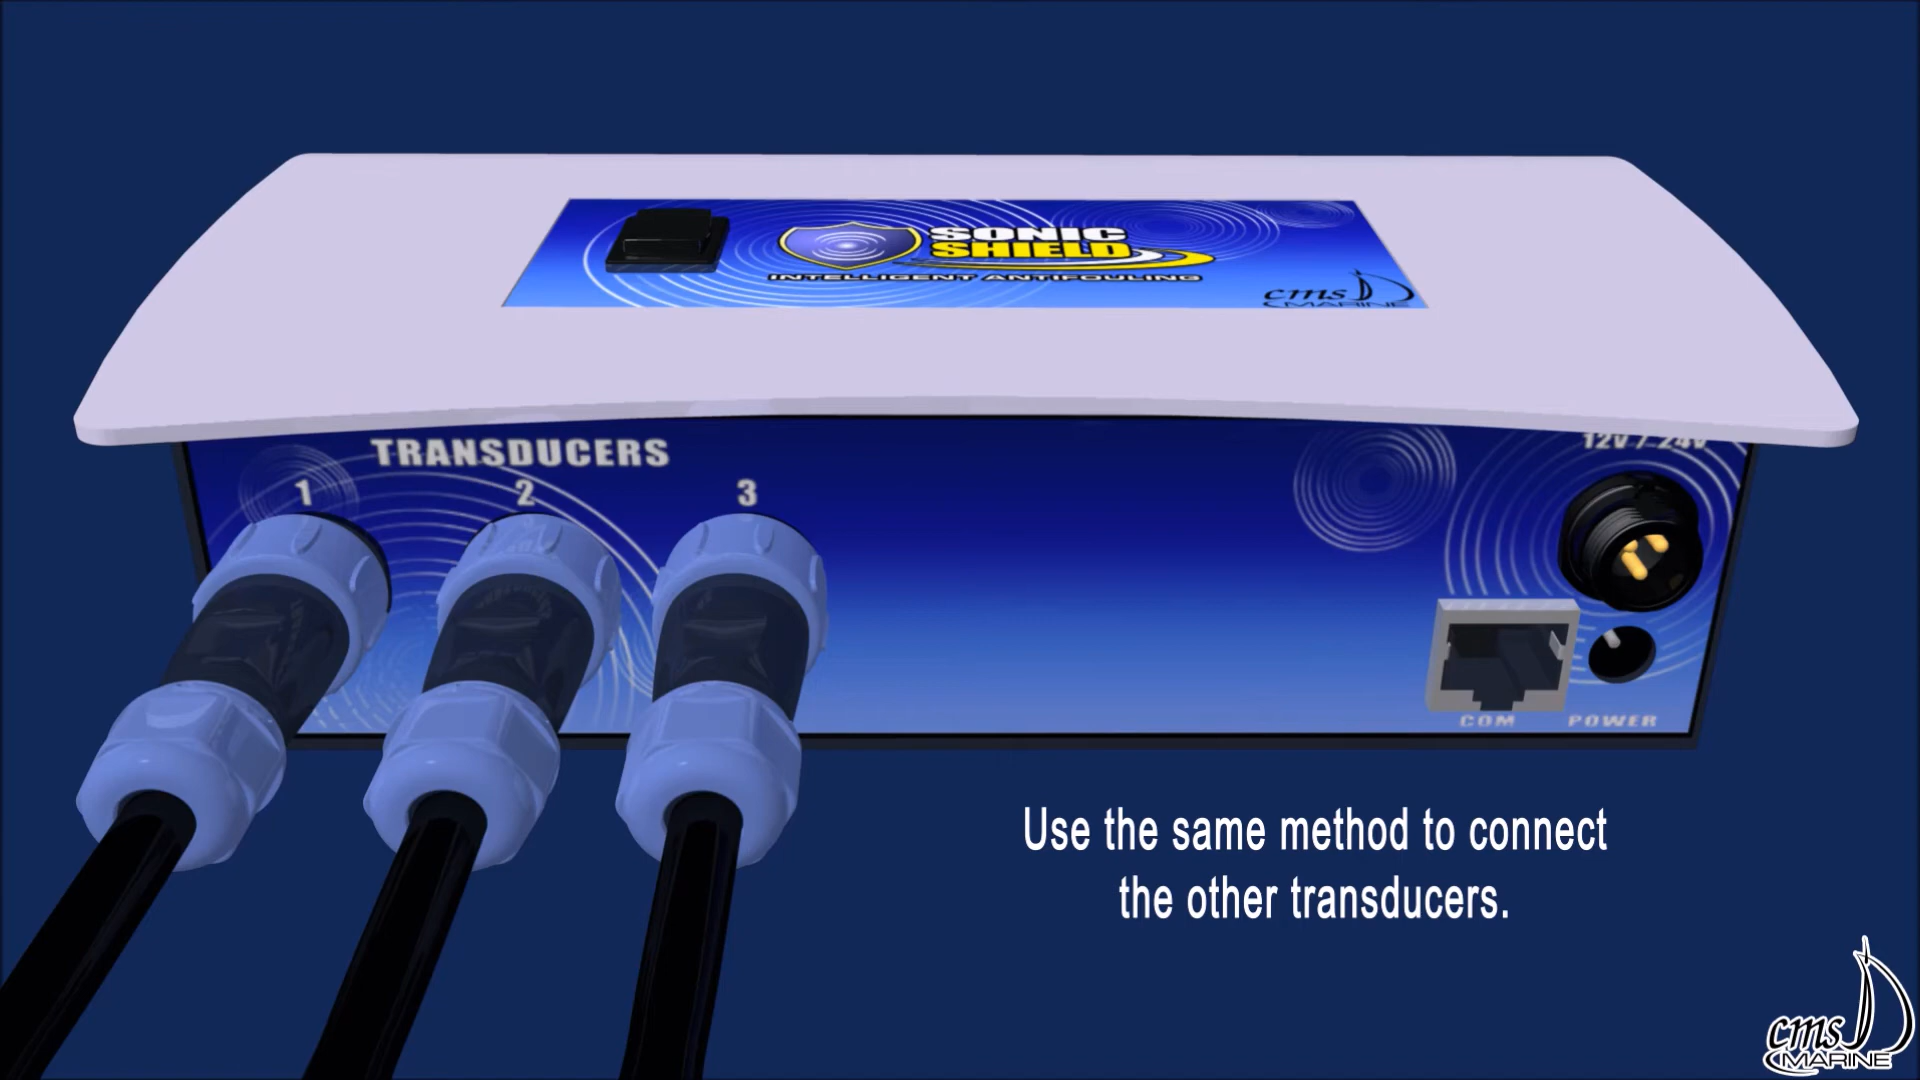 SONIC
SHIELD
INTELLIGENT ANTIFOULING
cms
MARINE
TRANSDUCERS
1 2 3
12V / 24V
COM POWER
Use the same method to connect
the other transducers.
cms
MARINE